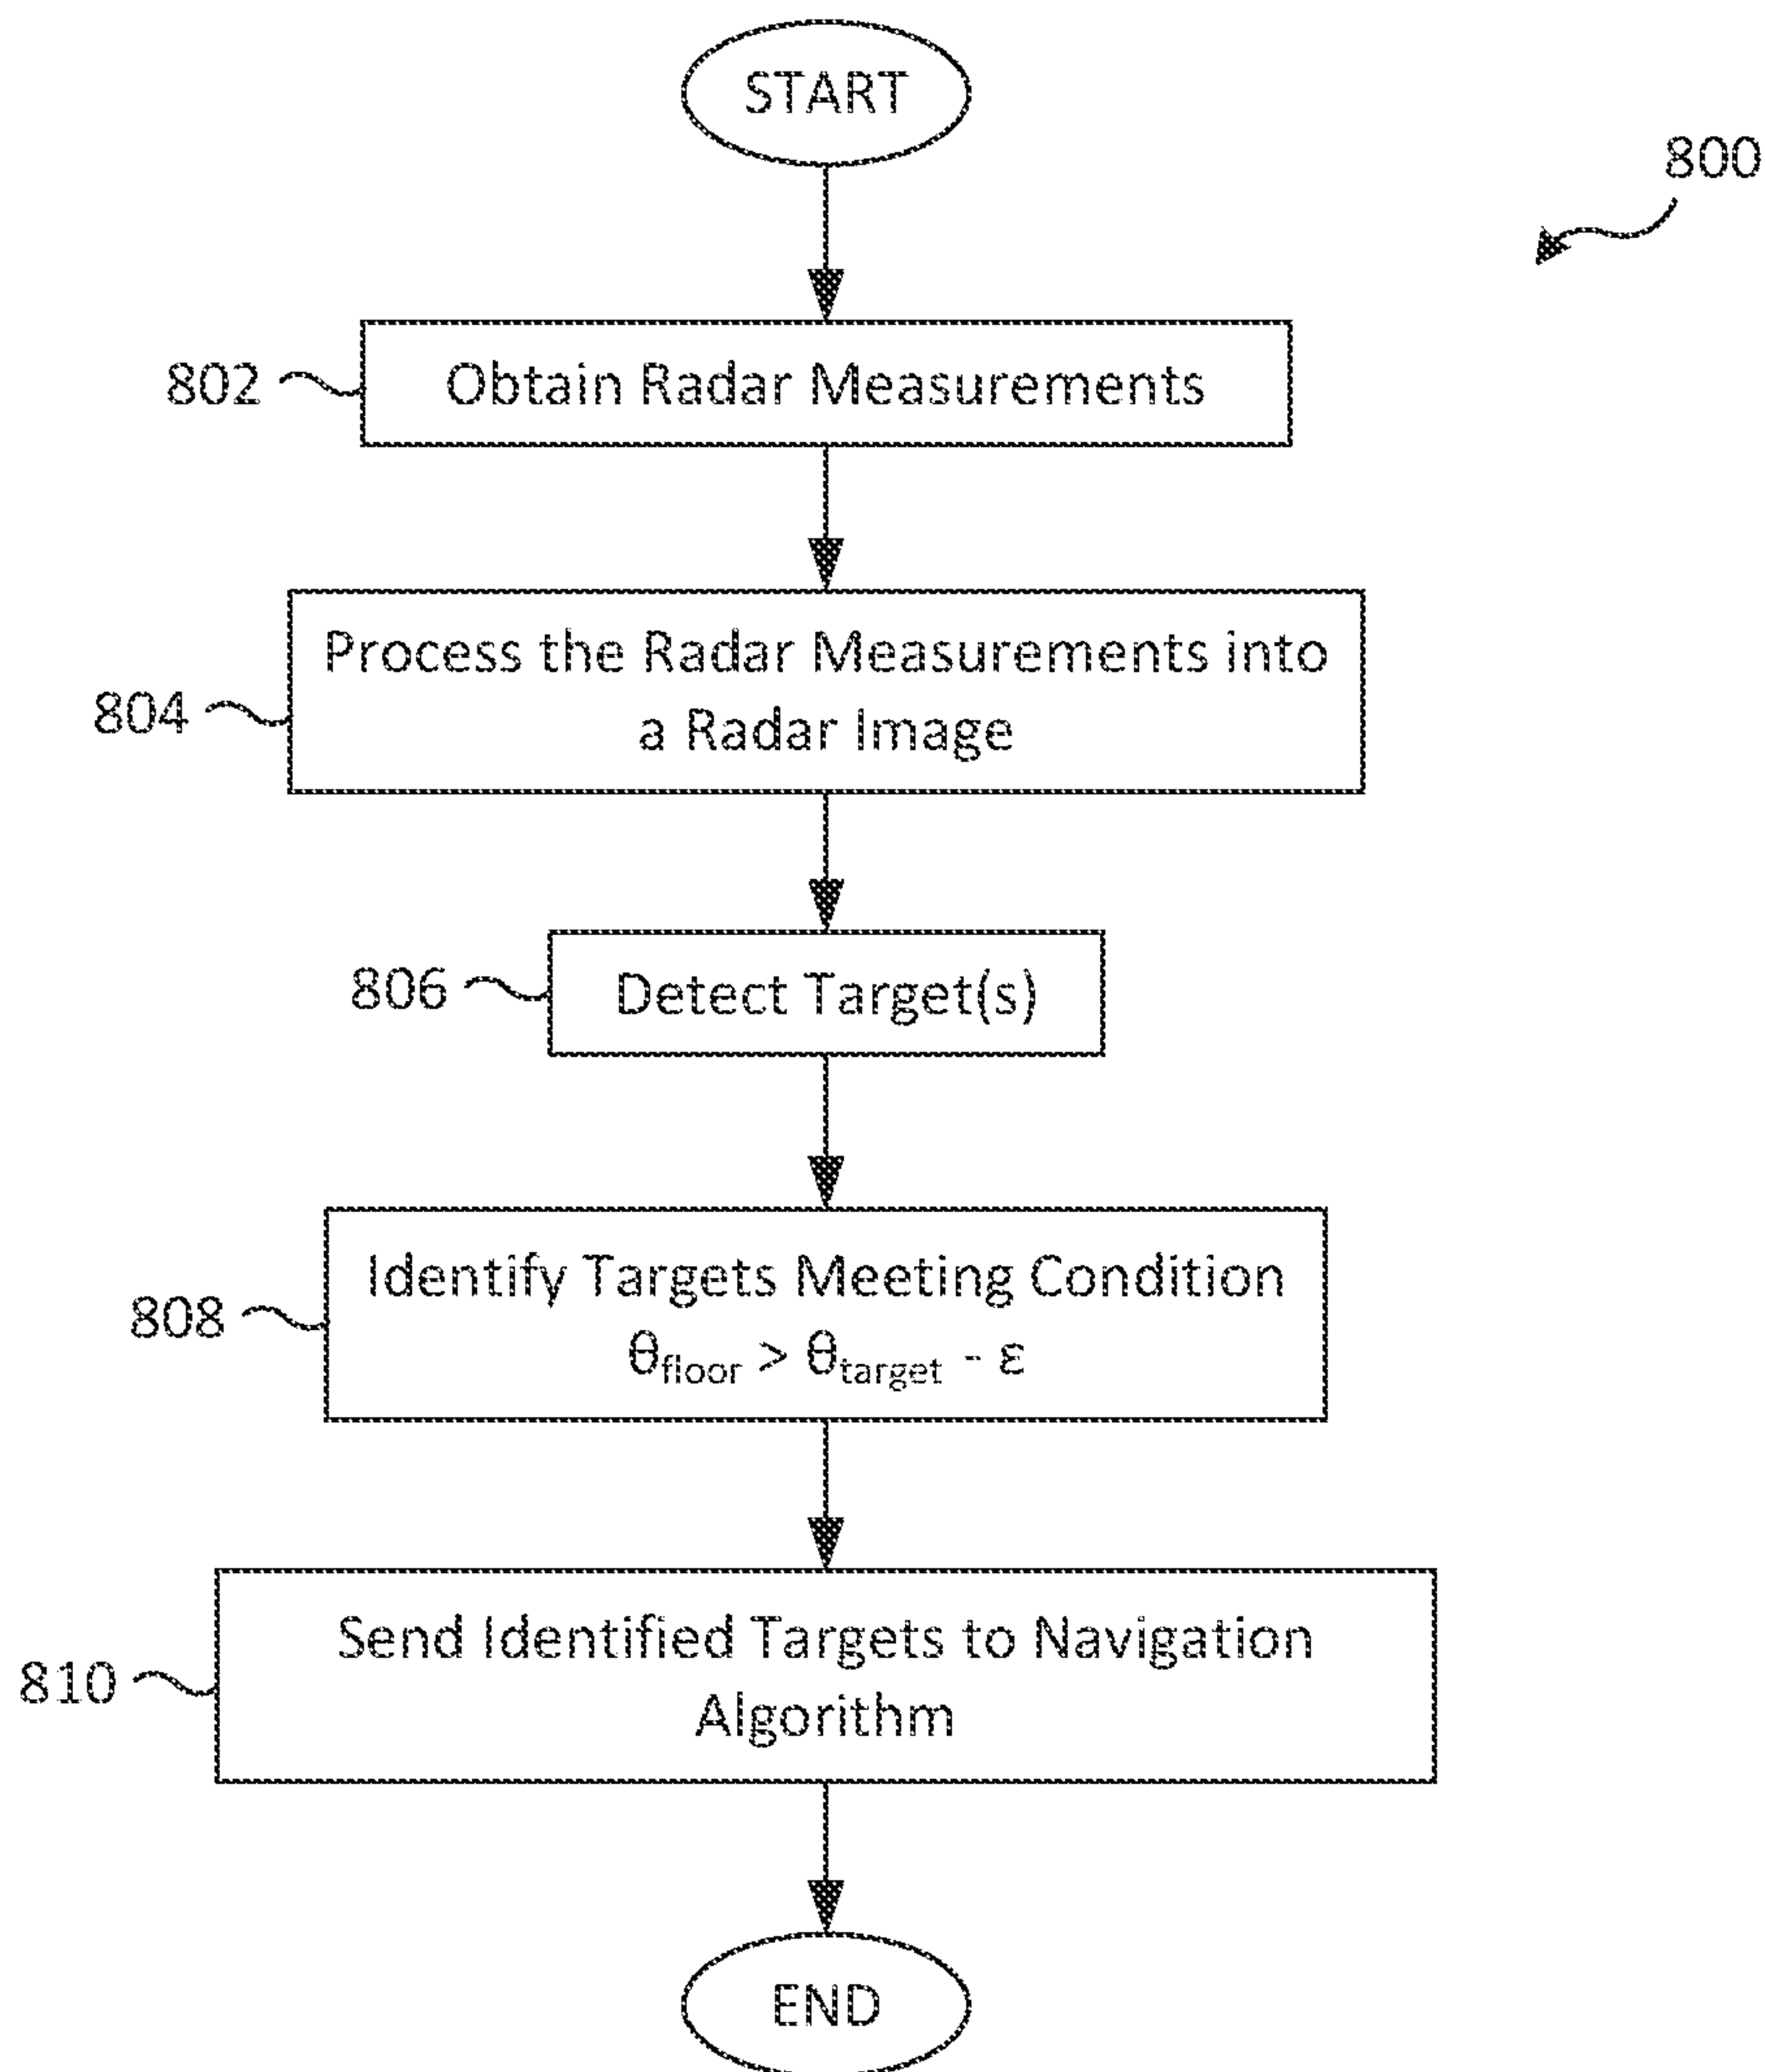 START
800
802
Obtain Radar Measurements
804
Process the Radar Measurements into
a Radar Image
806
Detect Target(s)
808
Identify Targets Meeting Condition
θfloor > θtarget - ε
810
Send Identified Targets to Navigation
Algorithm
END